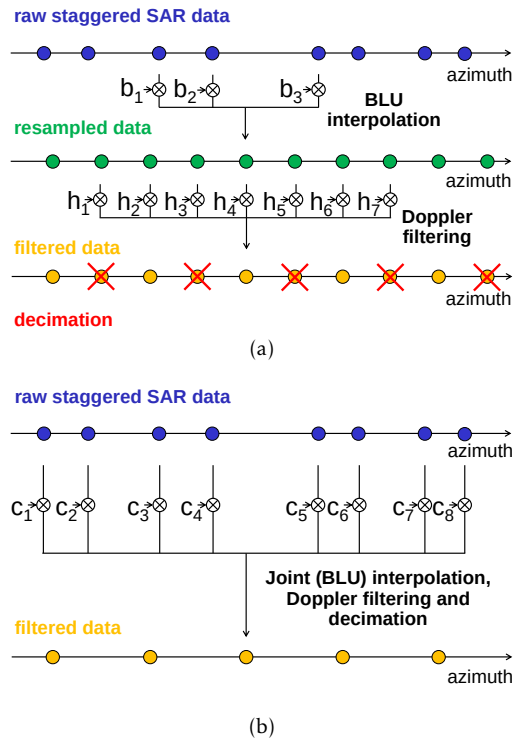 raw staggered SAR data
azimuth
b1 b2 b3
BLU
interpolation
resampled data
azimuth
h1 h2 h3 h4 h5 h6 h7
Doppler
filtering
filtered data
azimuth
decimation
(a)
raw staggered SAR data
azimuth
c1 c2 c3 c4 c5 c6 c7 c8
Joint (BLU) interpolation,
Doppler filtering and
decimation
filtered data
azimuth
(b)